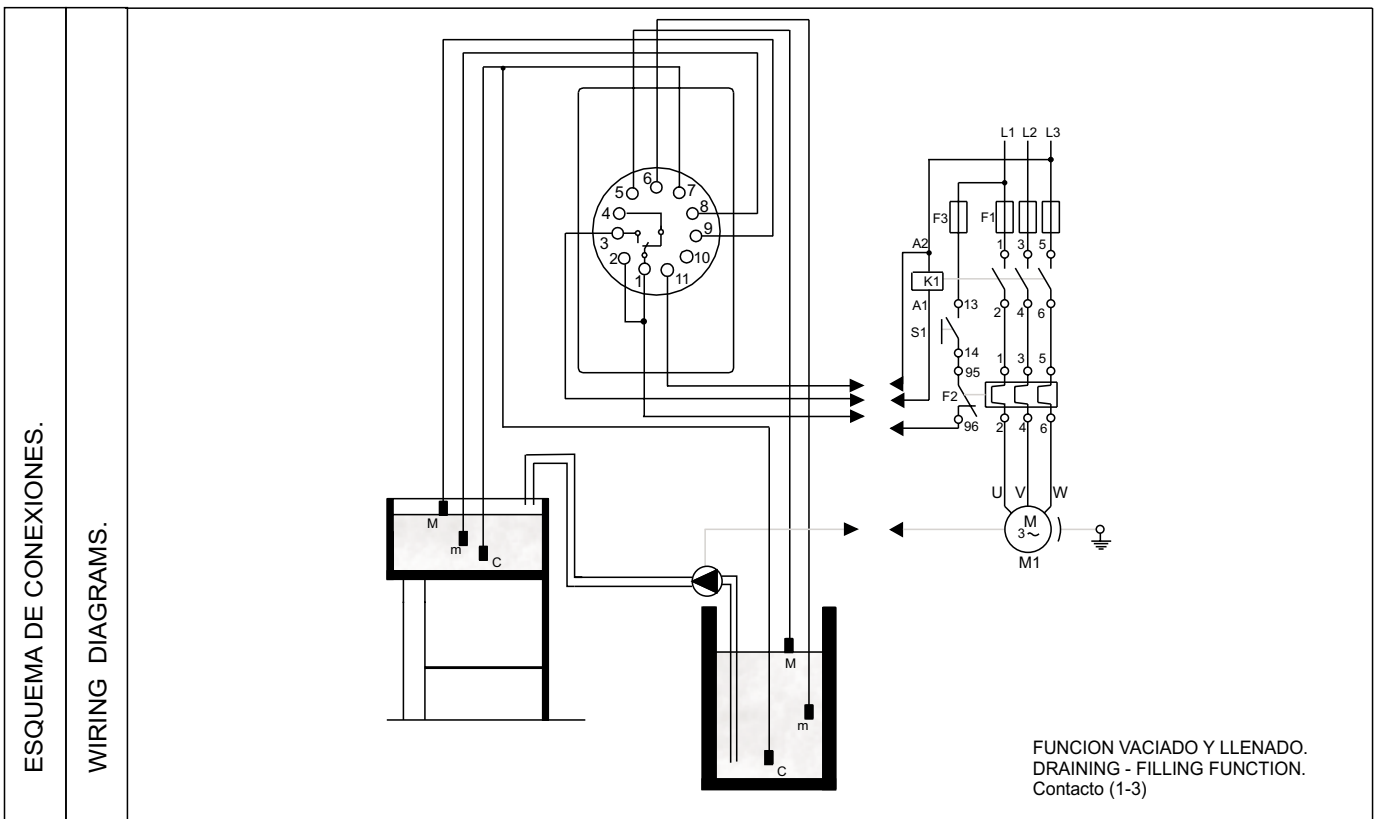 ESQUEMA DE CONEXIONES.
WIRING DIAGRAMS.
6
5 7
4 8
3 9
2 10
1 11
L1 L2 L3
F3 F1
A2 1 3 5
K1
A1 13 2 4 6
S1
14
95 1 3 5
F2
96 2 4 6
U V W
M
3~
M1
M
m
C
M
m
C
FUNCION VACIADO Y LLENADO.
DRAINING - FILLING FUNCTION.
Contacto (1-3)